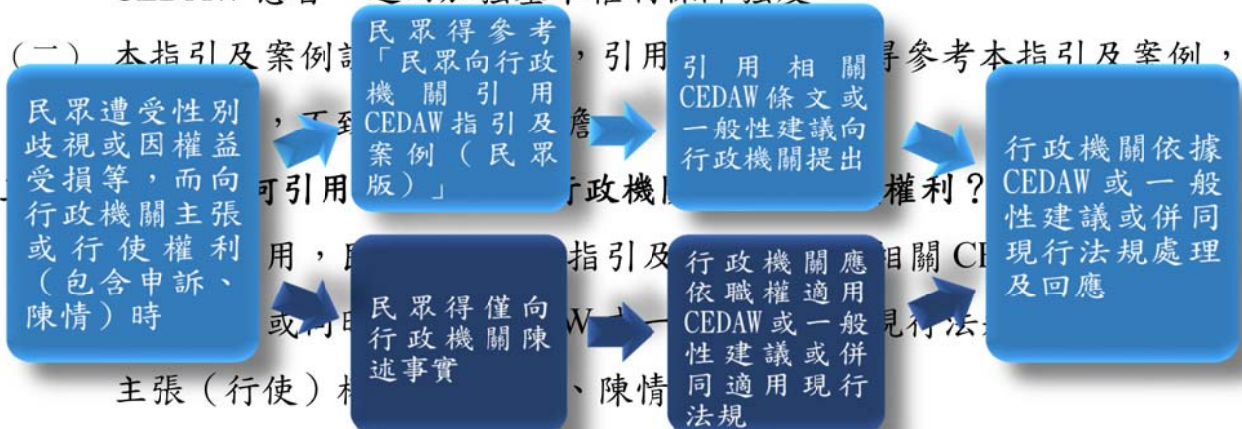 （二） 本指引及案例
，引用
得參考本指引及案例，
可引用
行政機
權利？
用，
指引及
相關
主張（行使）
、陳情
民眾遭受性別
歧視或因權益
受損等，而向
行政機關主張
或行使權利
（包含申訴、
陳情）時
民眾得參考
「民眾向行政
機關引用
CEDAW指引及
案例（民眾
版）」
引用相關
CEDAW條文或
一般性建議向
行政機關提出
民眾得僅向
行政機關陳
述事實
行政機關應
依職權適用
CEDAW或一般
性建議或併
同適用現行
法規
行政機關依據
CEDAW或一般
性建議或併同
現行法規處理
及回應